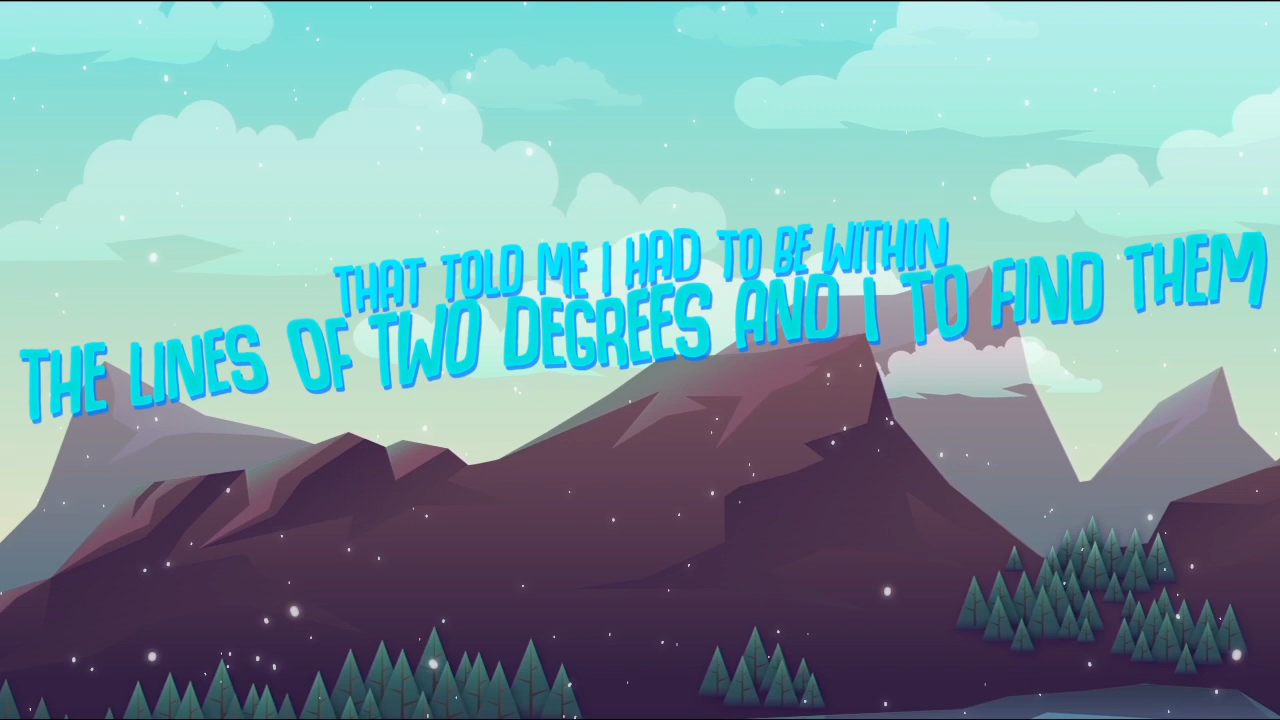 THAT TOLD ME I HAD TO BE WITHIN
THE LINES OF TWO DEGREES AND I TO FIND THEM